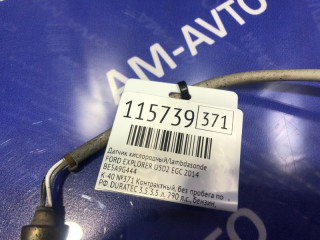 AM-AVTO
115739 371
Датчик кислородный/lambdasonde
FORD EXPLORER U502 EGC 2014
BE5A9G444
К-40 №371 Контрактный, без пробега по
РФ. DURATEC 3.5 3.5 л, 290 л.с, бензин,